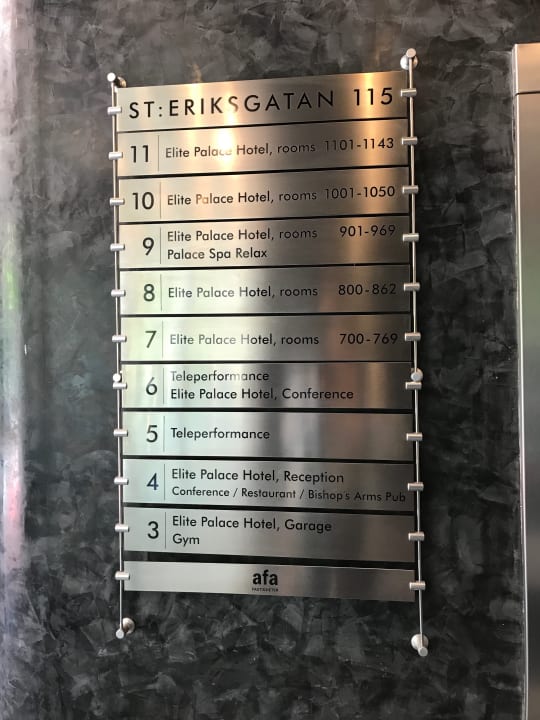 ST:ERIKSGATAN 115
11 Elite Palace Hotel, rooms 1101-1143
10 Elite Palace Hotel, rooms 1001-1050
9 Elite Palace Hotel, rooms 901-969
Palace Spa Relax
8 Elite Palace Hotel, rooms 800-862
7 Elite Palace Hotel, rooms 700-769
6 Teleperformance
Elite Palace Hotel, Conference
5 Teleperformance
4 Elite Palace Hotel, Reception
Conference / Restaurant / Bishop's Arms Pub
3 Elite Palace Hotel, Garage
Gym
afa
FASTIGHETER